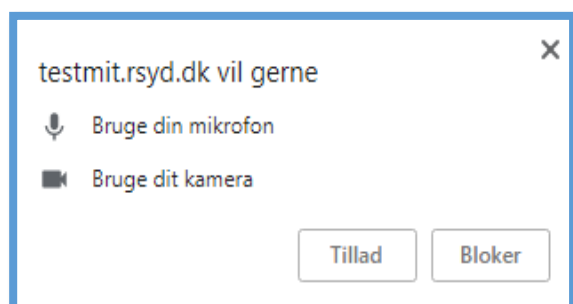 testmit.rsyd.dk vil gerne
Bruge din mikrofon
Bruge dit kamera
Tillad Bloker